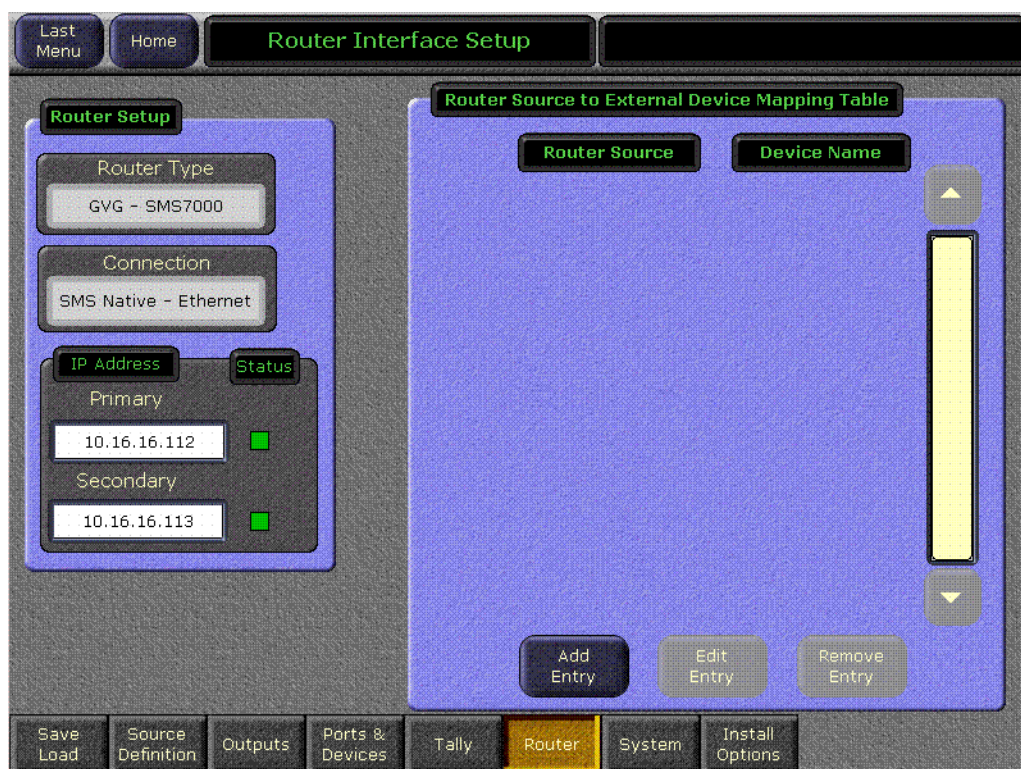 Last
Menu
Home
Router Interface Setup
Router Setup
Router Type
GVG - SMS7000
Connection
SMS Native - Ethernet
IP Address
Status
Primary
10.16.16.112
Secondary
10.16.16.113
Router Source to External Device Mapping Table
Router Source
Device Name
Add
Entry
Edit
Entry
Remove
Entry
Save
Load
Source
Definition
Outputs
Ports &
Devices
Tally
Router
System
Install
Options